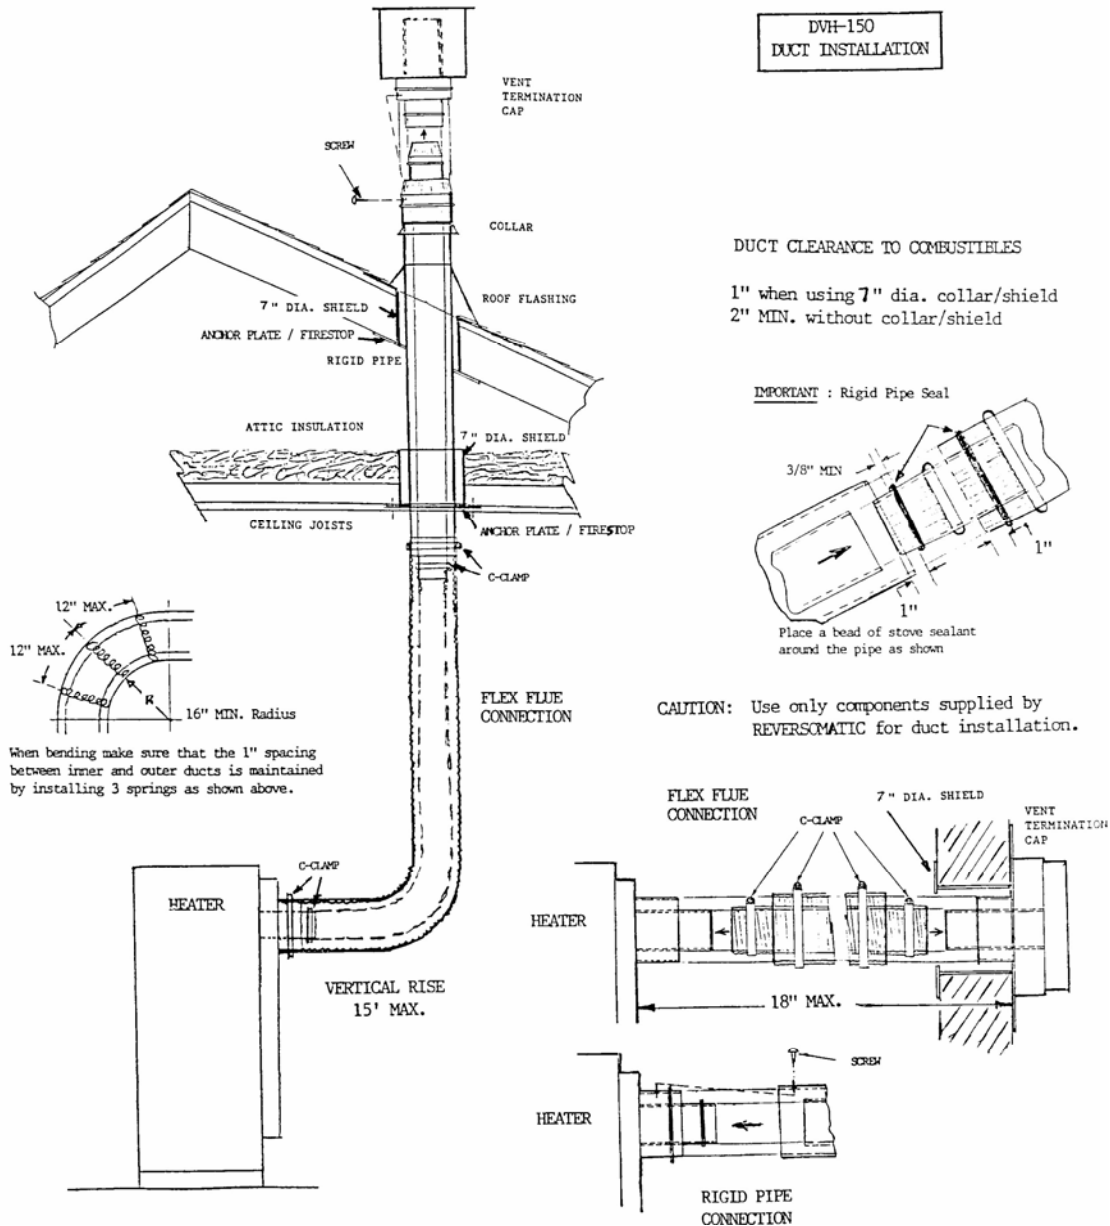 DVH-150
DUCT INSTALLATION
VENT
TERMINATION
CAP
SCREW
COLLAR
ROOF FLASHING
7" DIA. SHIELD
ANCHOR PLATE / FIRESTOP
RIGID PIPE
ATTIC INSULATION
7" DIA. SHIELD
CEILING JOISTS
ANCHOR PLATE / FIRESTOP
C-CLAMP
DUCT CLEARANCE TO COMBUSTIBLES
1" when using 7" dia. collar/shield
2" MIN. without collar/shield
IMPORTANT : Rigid Pipe Seal
3/8" MIN
1"
1"
Place a bead of stove sealant
around the pipe as shown
12" MAX.
12" MAX.
R
16" MIN. Radius
When bending make sure that the 1" spacing
between inner and outer ducts is maintained
by installing 3 springs as shown above.
FLEX FLUE
CONNECTION
CAUTION: Use only components supplied by
REVERSOMATIC for duct installation.
C-CLAMP
HEATER
VERTICAL RISE
15' MAX.
FLEX FLUE
CONNECTION
C-CLAMP
7" DIA. SHIELD
VENT
TERMINATION
CAP
HEATER
18" MAX.
SCREW
HEATER
RIGID PIPE
CONNECTION